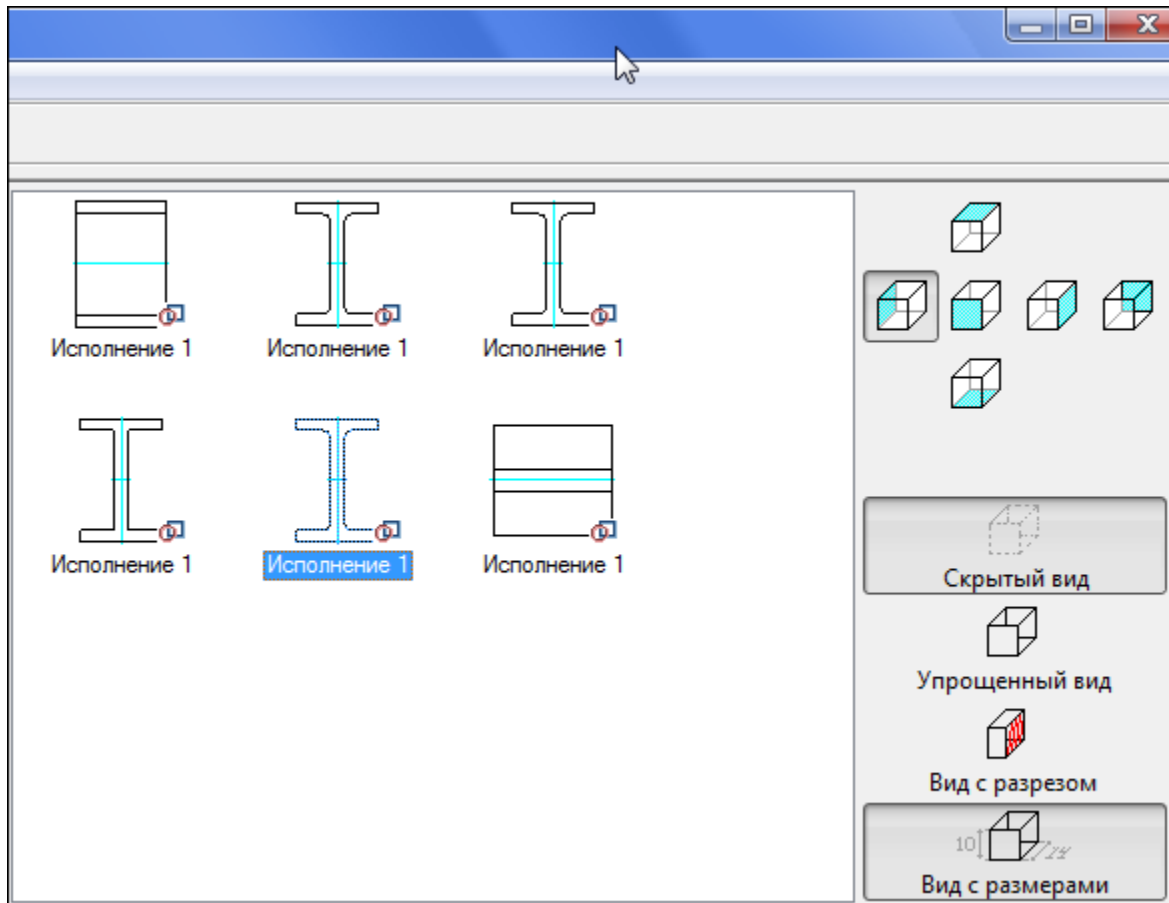 Исполнение 1
Исполнение 1
Исполнение 1
Исполнение 1
Исполнение 1
Исполнение 1
Скрытый вид
Упрощенный вид
Вид с разрезом
10
Вид с размерами